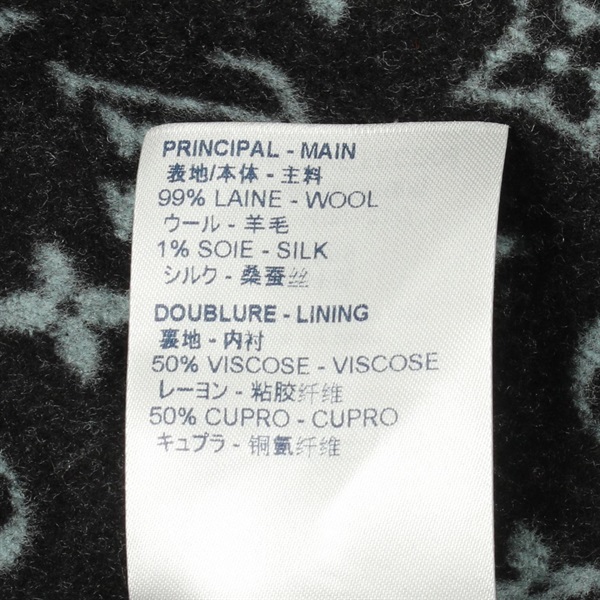 PRINCIPAL - MAIN
表地/本体 - 主料
99% LAINE - WOOL
ウール - 羊毛
1% SOIE - SILK
シルク - 桑蚕丝
DOUBLURE - LINING
裏地 - 内衬
50% VISCOSE - VISCOSE
レーヨン - 粘胶纤维
50% CUPRO - CUPRO
キュプラ - 铜氨纤维